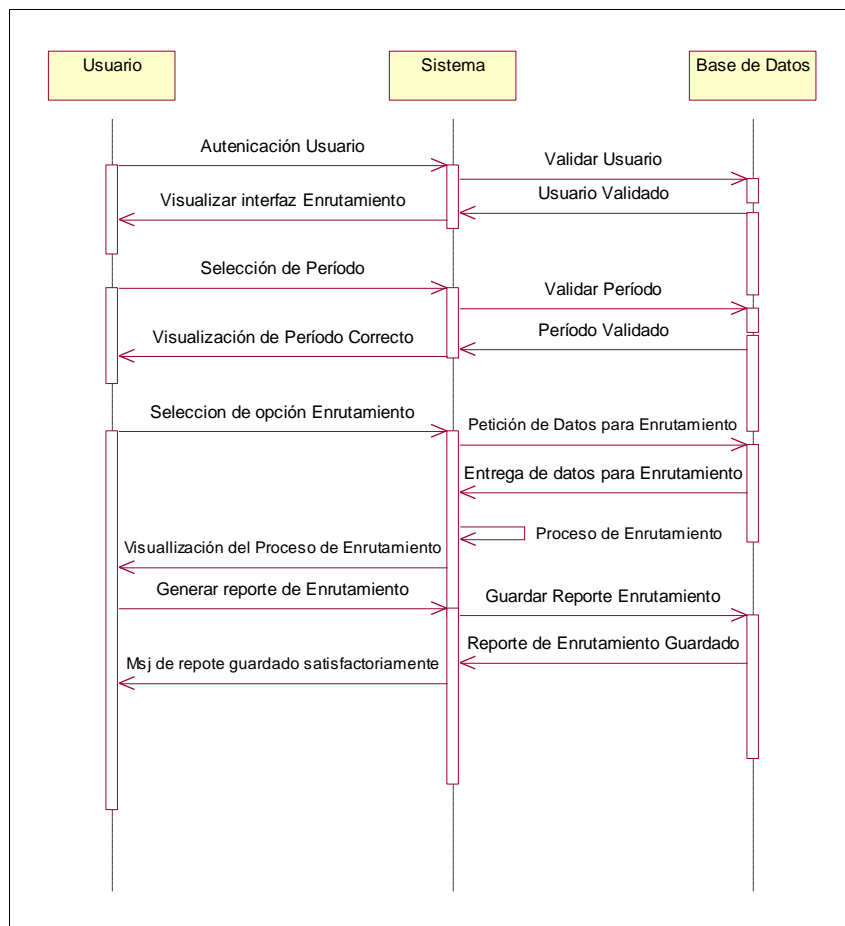 Usuario
Sistema
Base de Datos
Autenicación Usuario
Validar Usuario
Usuario Validado
Visualizar interfaz Enrutamiento
Selección de Período
Validar Período
Período Validado
Visualización de Período Correcto
Seleccion de opción Enrutamiento
Petición de Datos para Enrutamiento
Entrega de datos para Enrutamiento
Proceso de Enrutamiento
Visuallización del Proceso de Enrutamiento
Generar reporte de Enrutamiento
Guardar Reporte Enrutamiento
Reporte de Enrutamiento Guardado
Msj de repote guardado satisfactoriamente